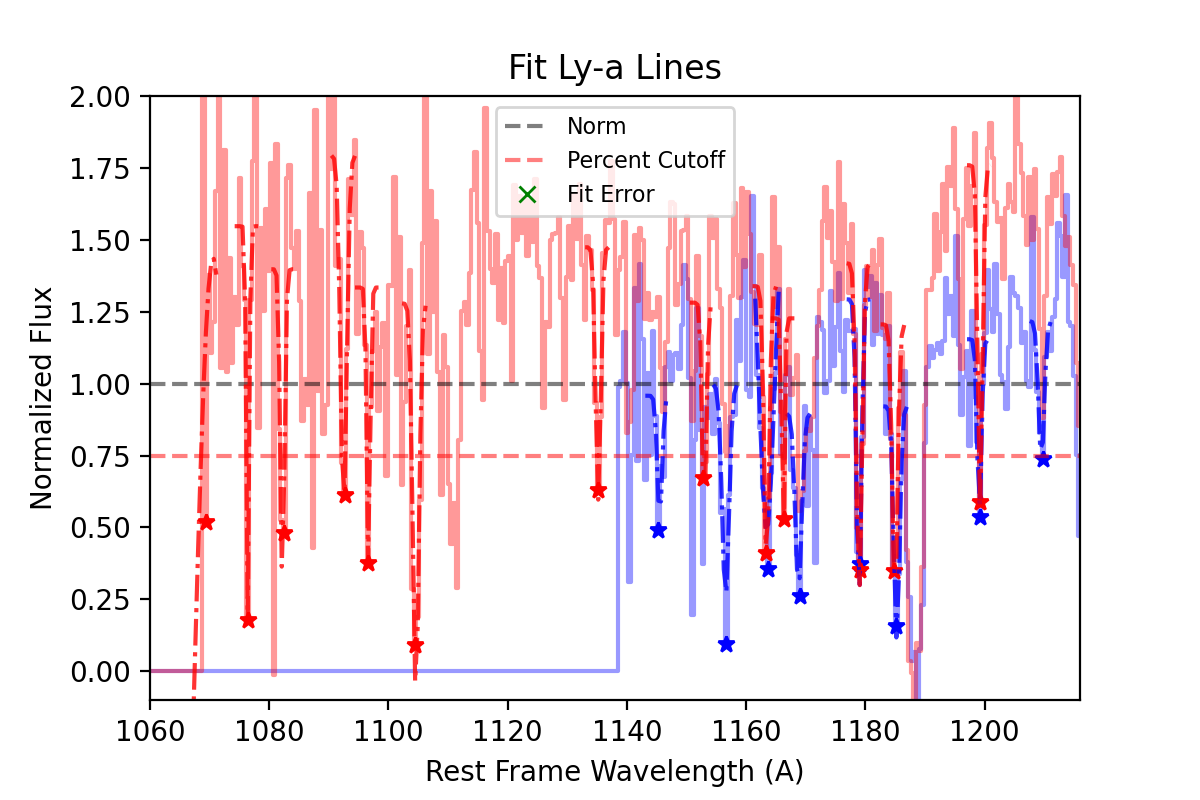 Fit Ly-a Lines
Norm
Percent Cutoff
Fit Error
Normalized Flux
2.00
1.75
1.50
1.25
1.00
0.75
0.50
0.25
0.00
1060 1080 1100 1120 1140 1160 1180 1200
Rest Frame Wavelength (A)